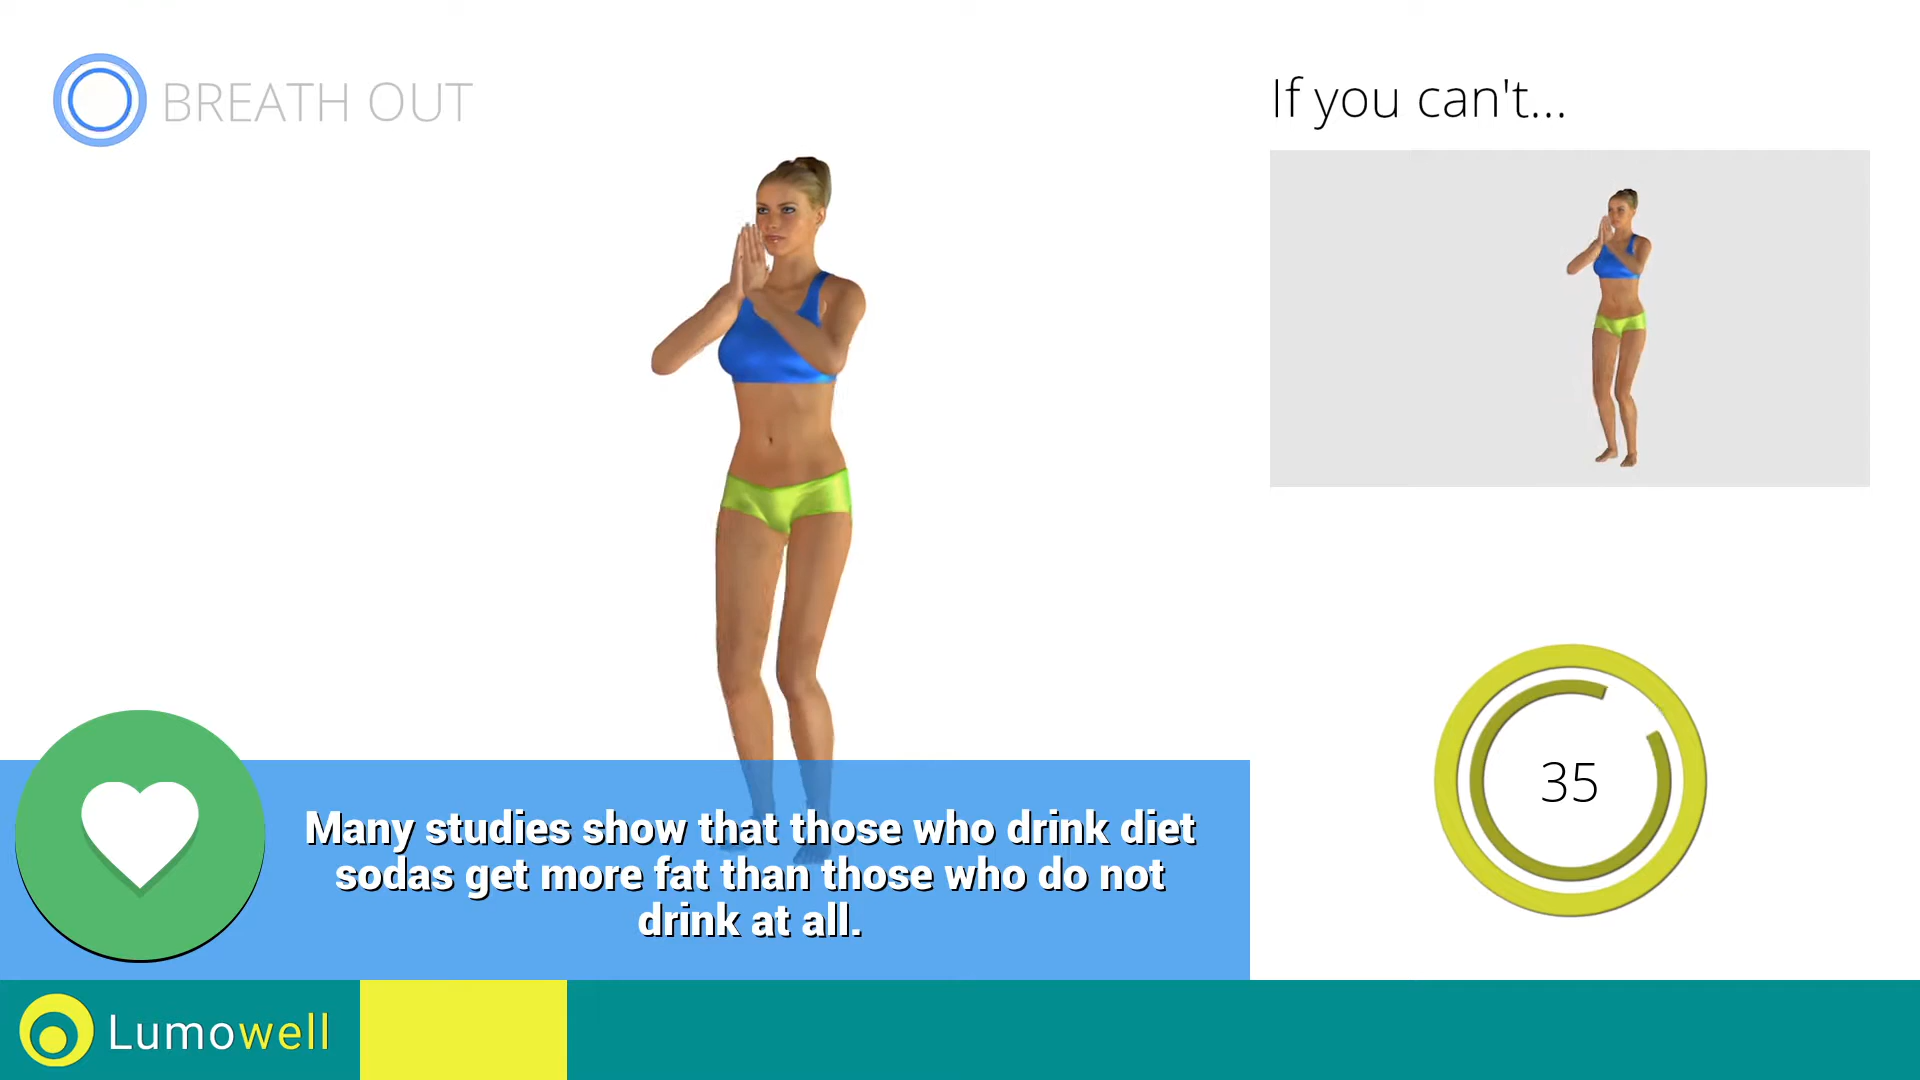 BREATH OUT
If you can't...
35
Many studies show that those who drink diet
sodas get more fat than those who do not
drink at all.
Lumowell